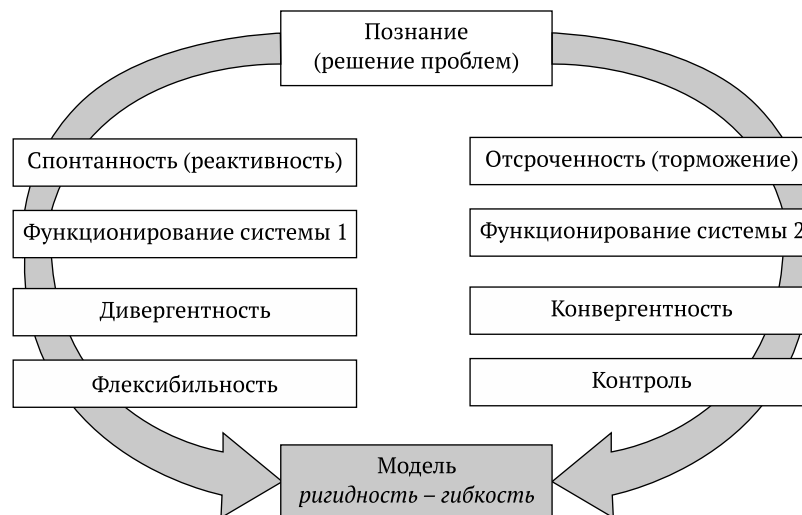 Познание
(решение проблем)
Спонтанность (реактивность)
Отсроченность (торможение)
Функционирование системы 1
Функционирование системы 2
Дивергентность
Конвергентность
Флексибильность
Контроль
Модель
ригидность – гибкость